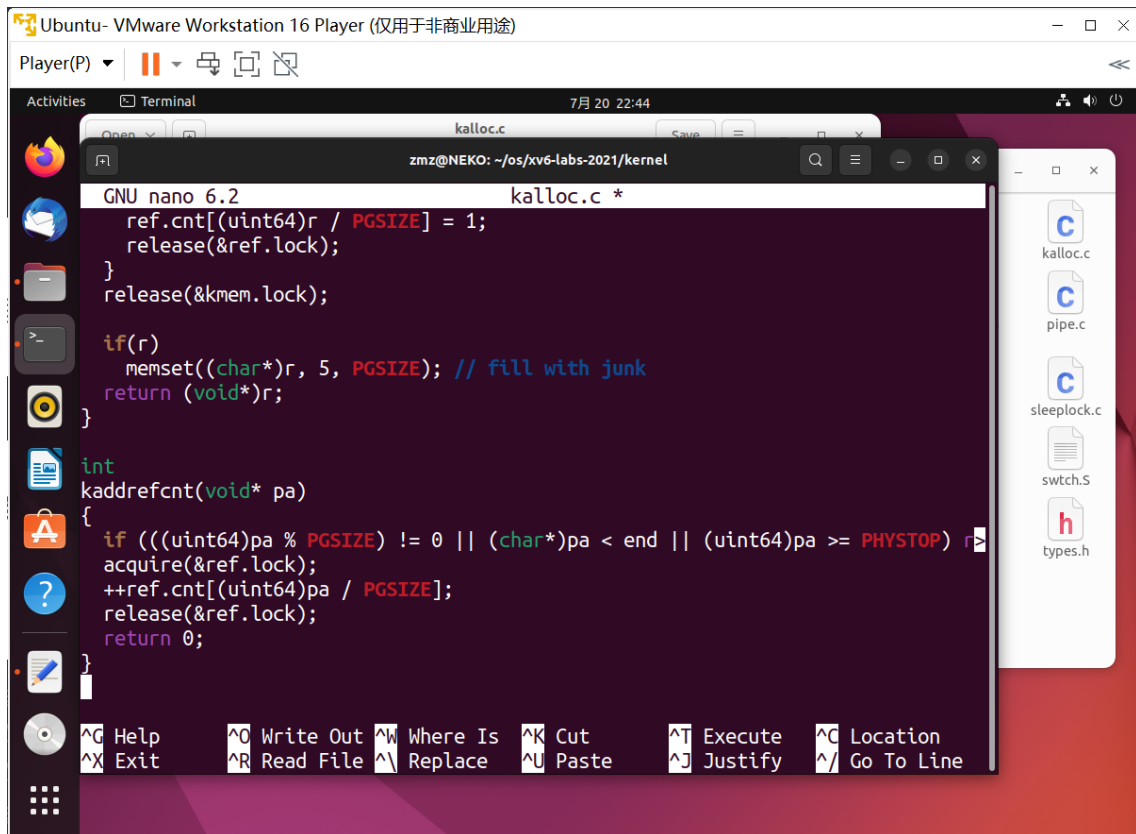 Ubuntu- VMware Workstation 16 Player (仅用于非商业用途)
Player(P)
Activities
Terminal
7月 20 22:44
Open
kalloc.c
Save
zmz@NEKO: ~/os/xv6-labs-2021/kernel
GNU nano 6.2 kalloc.c *
ref.cnt[(uint64)r / PGSIZE] = 1;
release(&ref.lock);
}
release(&kmem.lock);
if(r)
memset((char*)r, 5, PGSIZE); // fill with junk
return (void*)r;
}
int
kaddrefcnt(void* pa)
{
if (((uint64)pa % PGSIZE) != 0 || (char*)pa < end || (uint64)pa >= PHYSTOP) r>
acquire(&ref.lock);
++ref.cnt[(uint64)pa / PGSIZE];
release(&ref.lock);
return 0;
}
^G Help ^O Write Out ^W Where Is ^K Cut ^T Execute ^C Location
^X Exit ^R Read File ^\ Replace ^U Paste ^J Justify ^/ Go To Line
kalloc.c
pipe.c
sleeplock.c
swtch.S
types.h